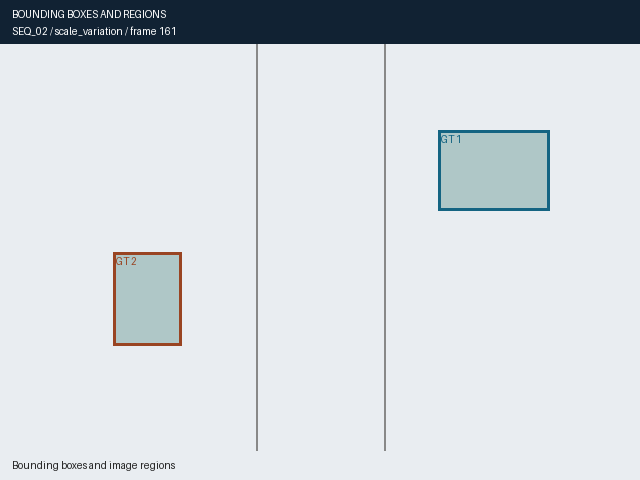 BOUNDING BOXES AND REGIONS
SEQ_02 / scale_variation / frame 161
GT1
GT2
Bounding boxes and image regions